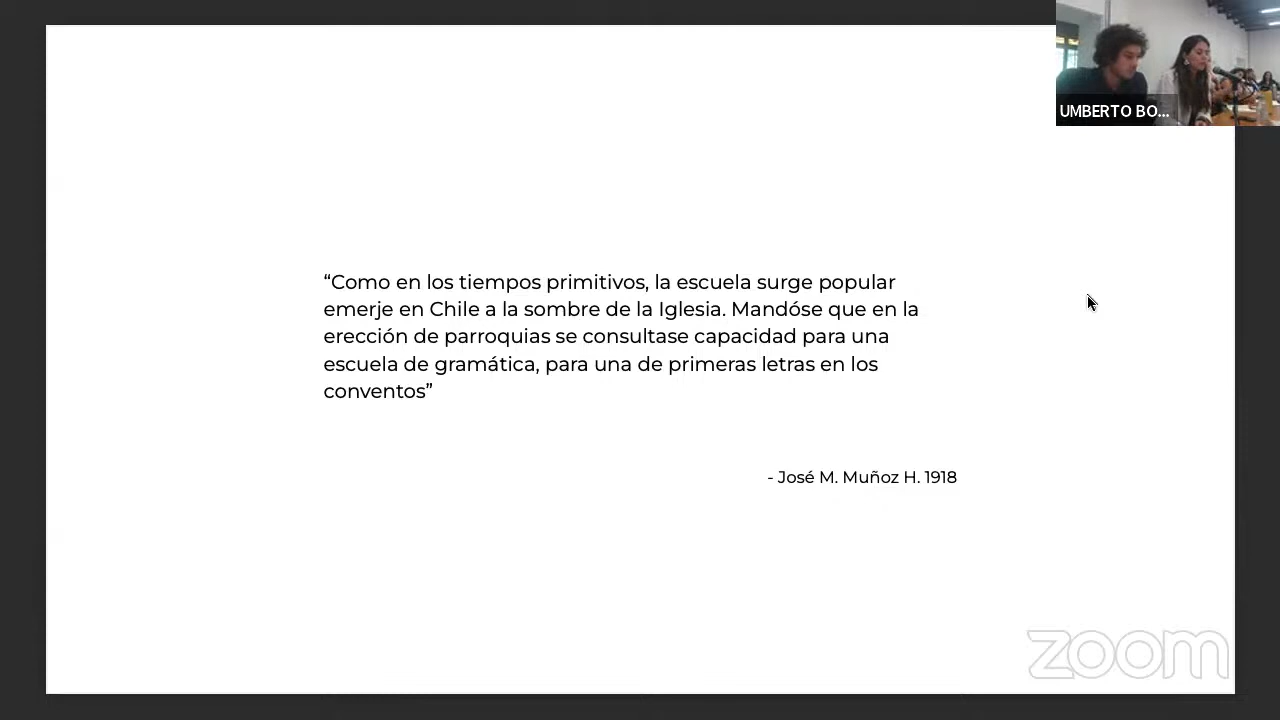 UMBERTO BO...
“Como en los tiempos primitivos, la escuela surge popular
emerje en Chile a la sombre de la Iglesia. Mandóse que en la
erección de parroquias se consultase capacidad para una
escuela de gramática, para una de primeras letras en los
conventos”
- José M. Muñoz H. 1918
zoom